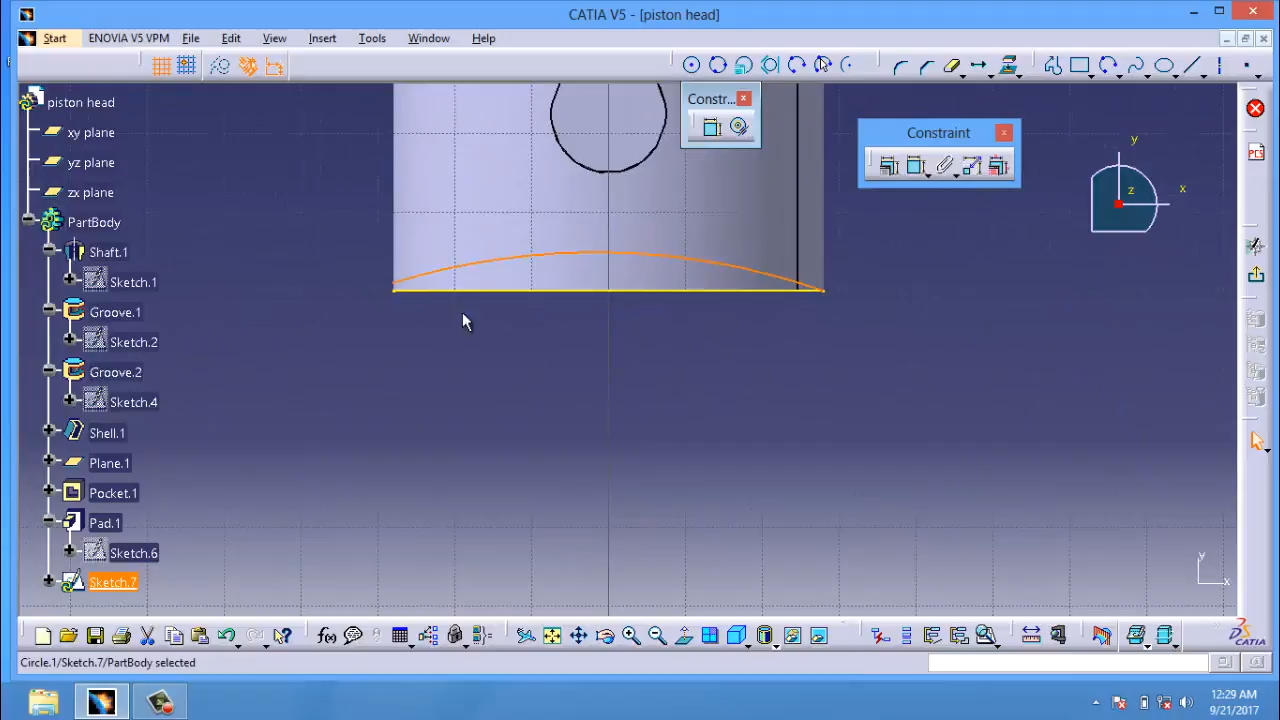 CATIA V5 - [piston head]
Start ENOVIA V5 VPM File Edit View Insert Tools Window Help
Constr...
Constraint
piston head
xy plane
yz plane
zx plane
PartBody
Shaft.1
Sketch.1
Groove.1
Sketch.2
Groove.2
Sketch.4
Shell.1
Plane.1
Pocket.1
Pad.1
Sketch.6
Sketch.7
y
x
z
y
x
PCS
f(x)
CATIA
Circle.1/Sketch.7/PartBody selected
12:29 AM
9/21/2017